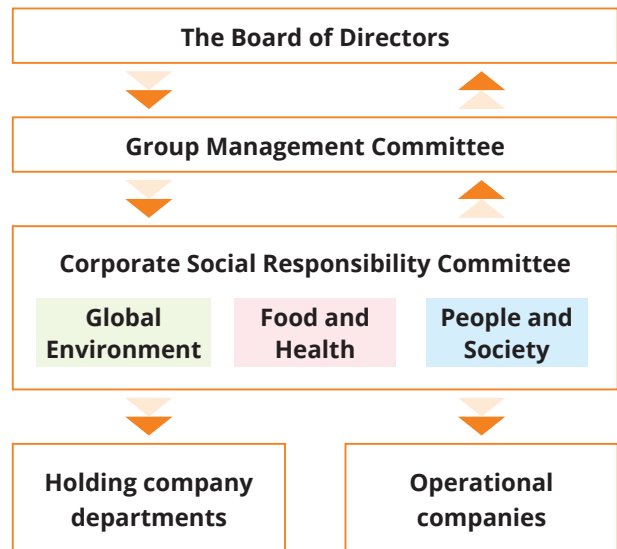 The Board of Directors
Group Management Committee
Corporate Social Responsibility Committee
Global
Environment
Food and
Health
People and
Society
Holding company
departments
Operational
companies